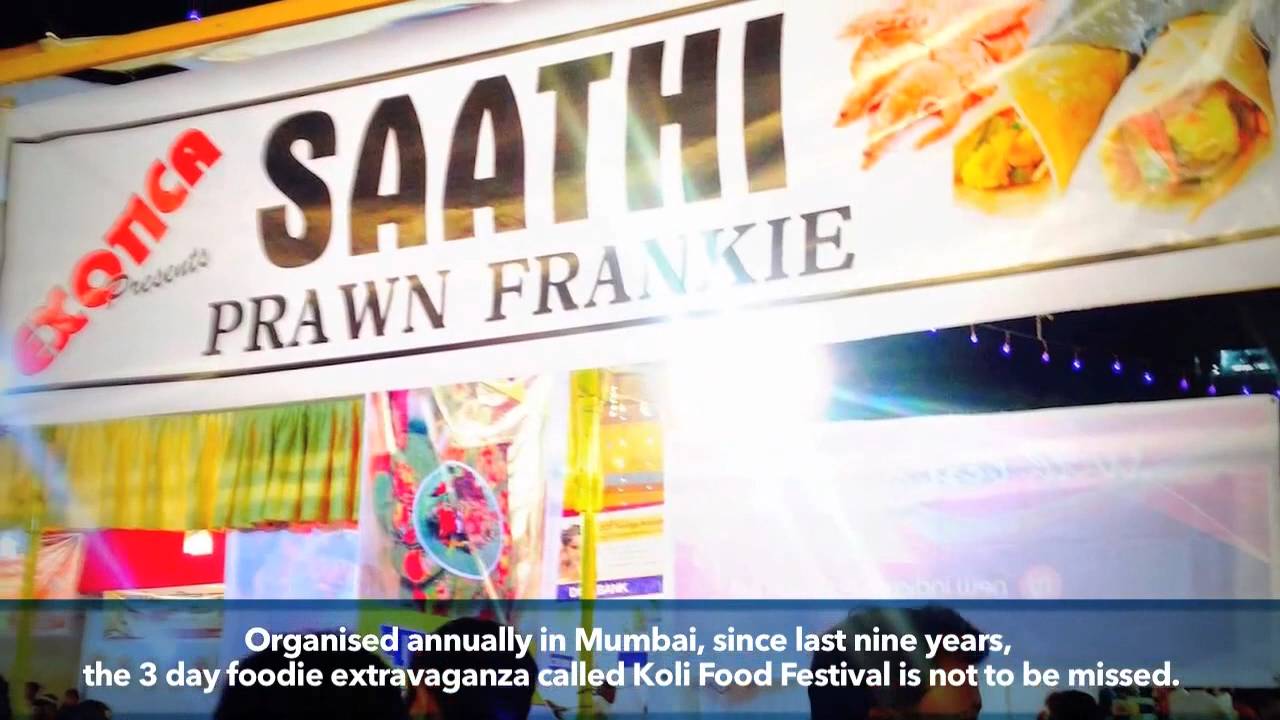 EXOTICA
Presents
SAATHI
PRAWN FRANKIE
Organised annually in Mumbai, since last nine years,
the 3 day foodie extravaganza called Koli Food Festival is not to be missed.